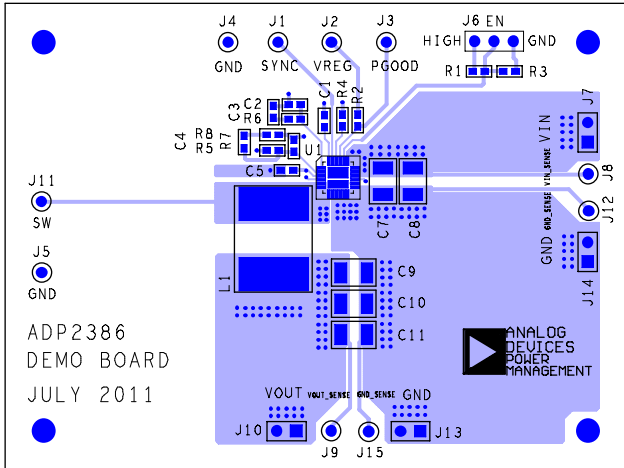 J4
J1
J2
J3
J6 EN
HIGH
GND
GND
SYNC
VREG
PGOOD
R1
R3
C3
C2
R6
C1
R4
R2
J7
VIN
C4
R8
R5
R7
U1
C5
VIN_SENSE
J8
J11
SW
GND_SENSE
J12
C7
C8
J5
GND
L1
C9
C10
C11
GND
J14
ADP2386
DEMO BOARD
JULY 2011
ANALOG
DEVICES
POWER
MANAGEMENT
VOUT
VOUT_SENSE
GND_SENSE
GND
J10
J9
J15
J13